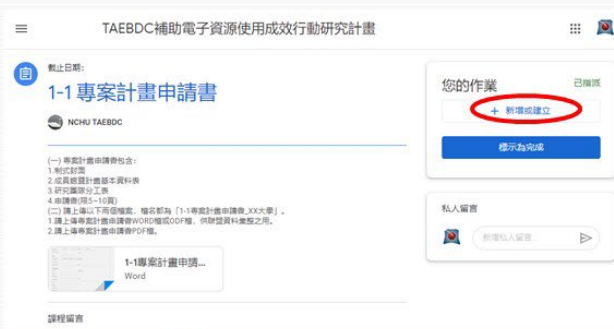 TAEBDC補助電子資源使用成效行動研究計畫
截止日期:
1-1專案計畫申請書
NCHU TAEBDC
(一) 專案計畫申請書包含：
1.制式封面
2.成員館暨計畫基本資料表
3.研究團隊分工表
4.申請書(限5~10頁)
(二) 請上傳以下兩個檔案，檔名都為「1-1專案計畫申請書_XX大學」。
1.請上傳專案計畫申請書WORD檔或ODF檔，供聯盟資料彙整之用。
2.請上傳專案計畫申請書PDF檔。
1-1專案計畫申請...
Word
課程留言
您的作業
已指派
+ 新增或建立
標示為完成
私人留言
新增私人留言...